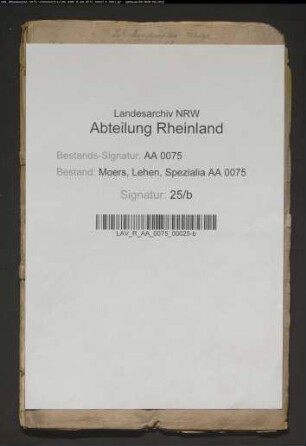 Landesarchiv NRW
Abteilung Rheinland
Bestands-Signatur: AA 0075
Bestand: Moers, Lehen, Spezialia AA 0075
Signatur: 25/b
LAV_R_AA_0075_00025-b